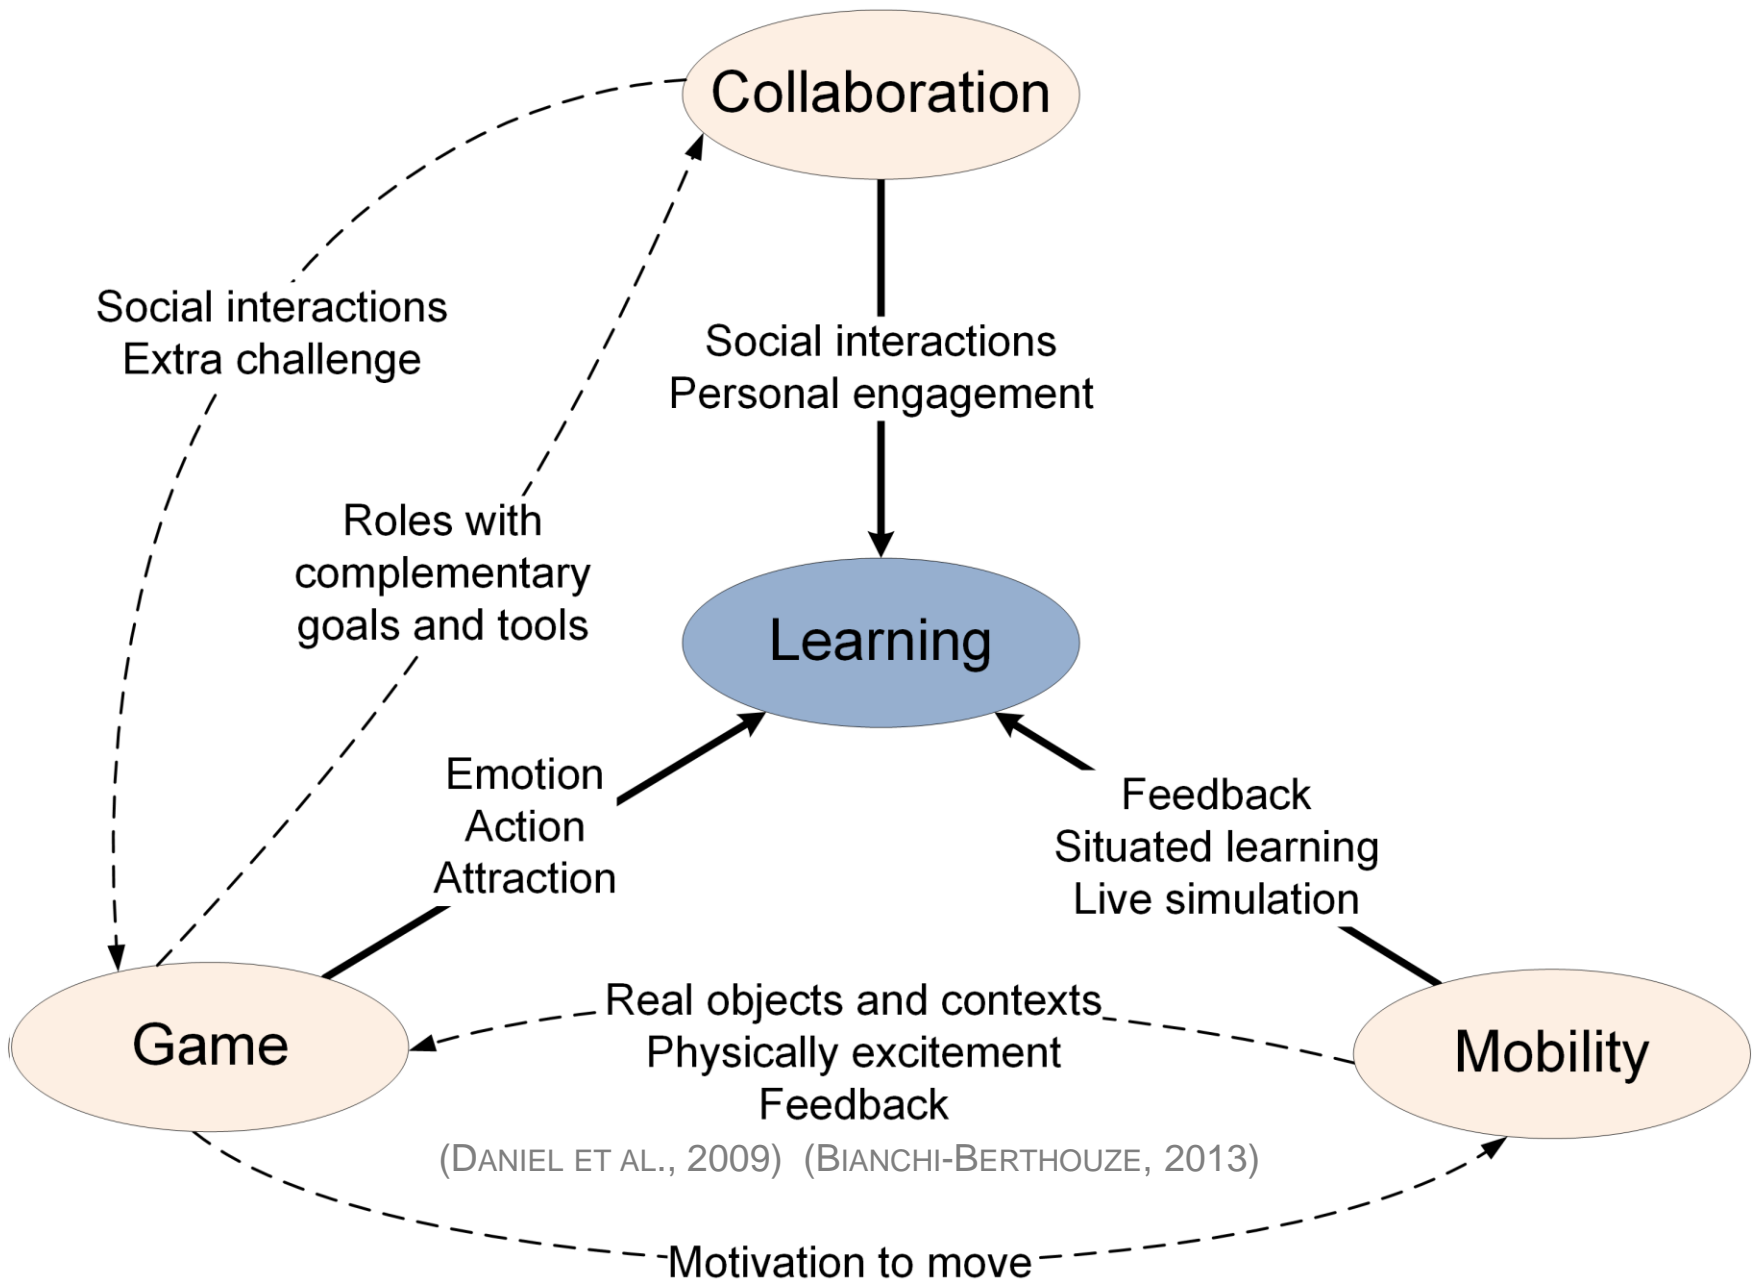 Collaboration
Social interactions
Extra challenge
Social interactions
Personal engagement
Roles with
complementary
goals and tools
Learning
Emotion
Action
Attraction
Feedback
Situated learning
Live simulation
Game
Real objects and contexts
Physically excitement
Feedback
Mobility
(DANIEL ET AL., 2009) (BIANCHI-BERTHOUZE, 2013)
Motivation to move